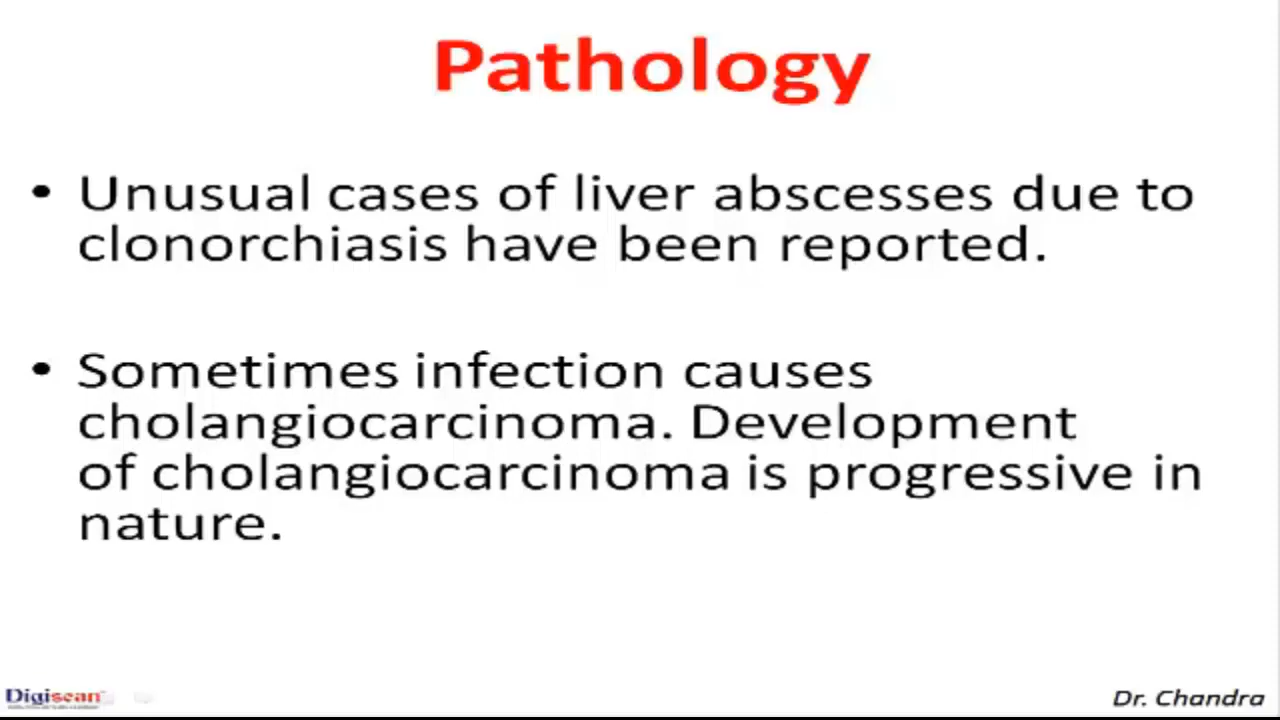 Pathology
• Unusual cases of liver abscesses due to
clonorchiasis have been reported.
• Sometimes infection causes
cholangiocarcinoma. Development
of cholangiocarcinoma is progressive in
nature.
Digiscan
Dr. Chandra